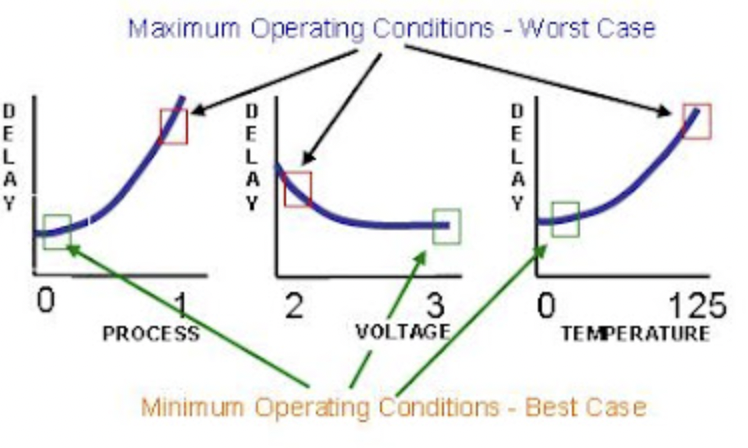 Maximum Operating Conditions - Worst Case
DELAY
DELAY
DELAY
0 1
2 3
0 125
PROCESS
VOLTAGE
TEMPERATURE
Minimum Operating Conditions - Best Case